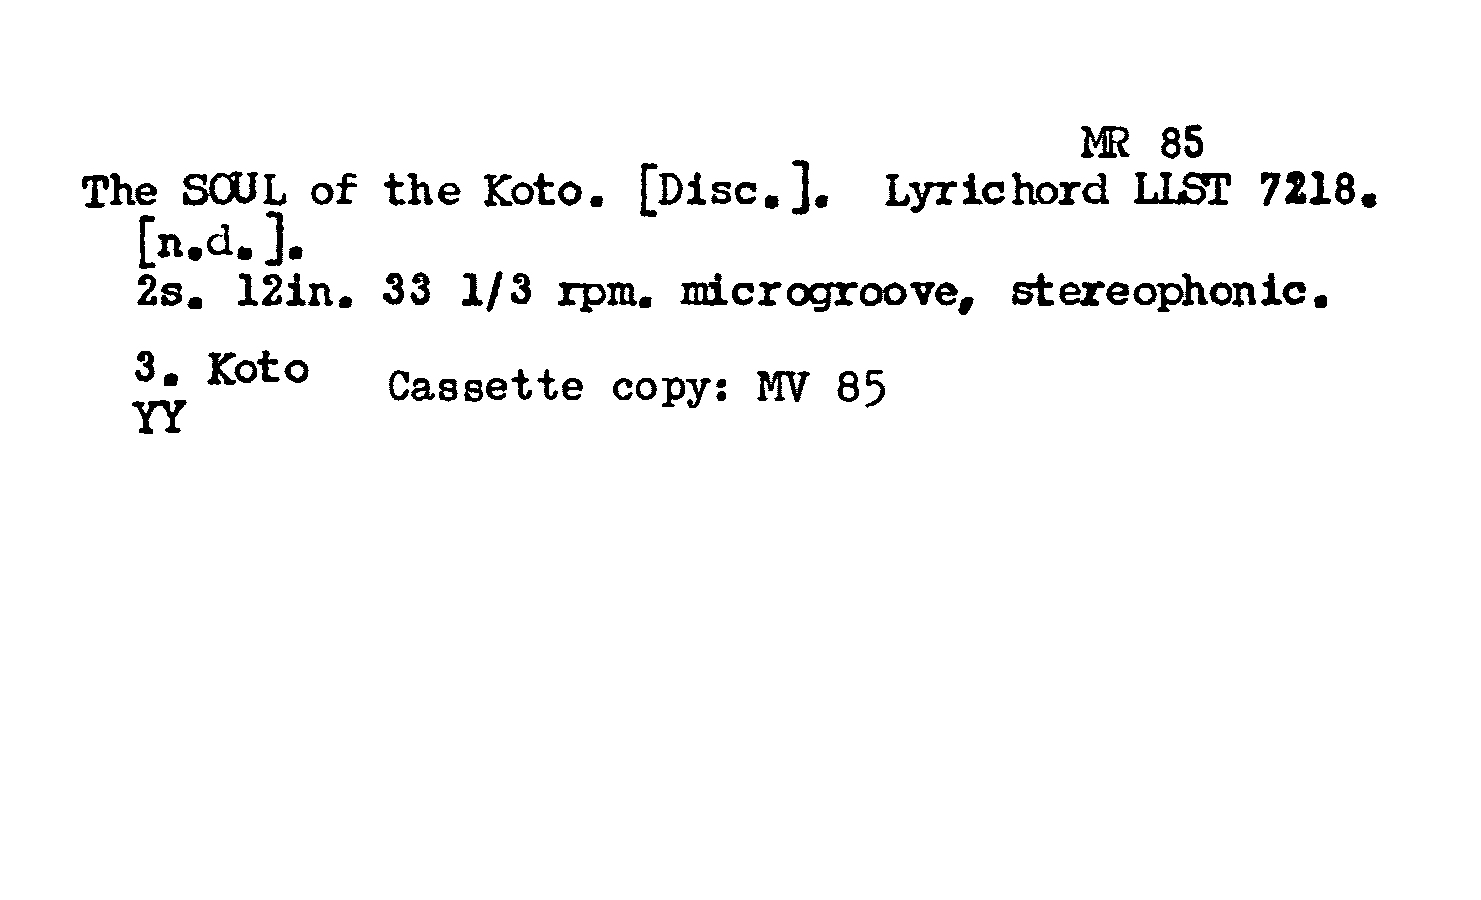 MR 85
The SOUL of the Koto. [Disc.]. Lyrichord LLST 7218.
[n.d.].
2s. 12in. 33 1/3 rpm. microgroove, stereophonic.
3. Koto
Cassette copy: MV 85
YY